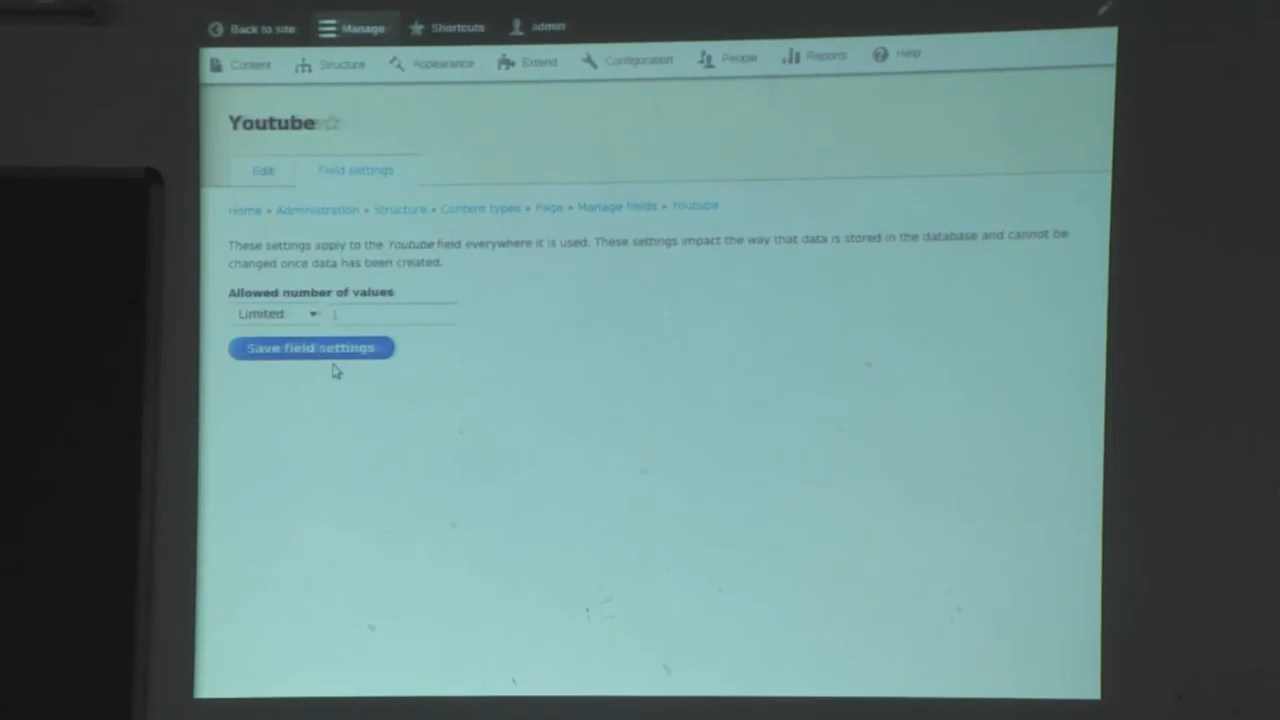 Back to site Manage Shortcuts admin
Content Structure Appearance Extend Configuration People Reports Help
Youtube
Edit Field settings
Home » Administration » Structure » Content types » Page » Manage fields » Youtube
These settings apply to the Youtube field everywhere it is used. These settings impact the way that data is stored in the database and cannot be
changed once data has been created.
Allowed number of values
Limited 1
Save field settings